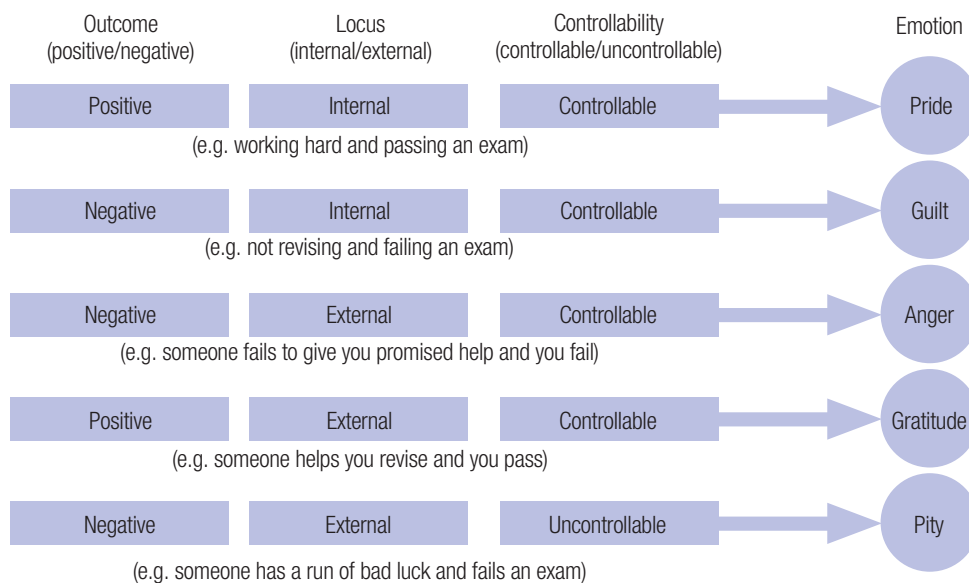 Outcome Locus Controllability Emotion
(positive/negative) (internal/external) (controllable/uncontrollable)
Positive Internal Controllable Pride
(e.g. working hard and passing an exam)
Negative Internal Controllable Guilt
(e.g. not revising and failing an exam)
Negative External Controllable Anger
(e.g. someone fails to give you promised help and you fail)
Positive External Controllable Gratitude
(e.g. someone helps you revise and you pass)
Negative External Uncontrollable Pity
(e.g. someone has a run of bad luck and fails an exam)